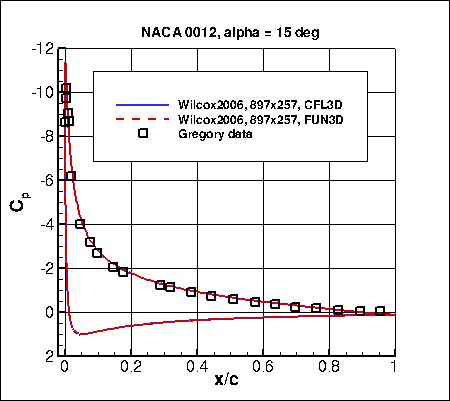 NACA 0012, alpha = 15 deg
-12
-10
-8
-6
-4
-2
0
2
Cp
Wilcox2006, 897x257, CFL3D
Wilcox2006, 897x257, FUN3D
Gregory data
0 0.2 0.4 0.6 0.8 1
x/c